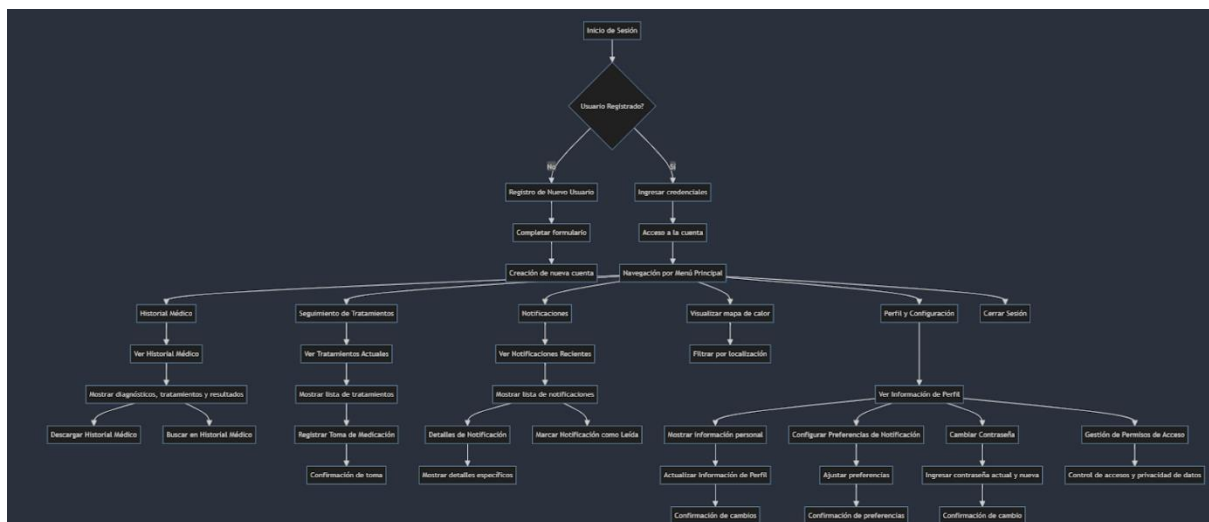 Inicio de Sesión
Usuario Registrado?
No
Sí
Registro de Nuevo Usuario
Ingresar credenciales
Completar formulario
Acceso a la cuenta
Creación de nueva cuenta
Navegación por Menú Principal
Historial Médico
Seguimiento de Tratamientos
Notificaciones
Visualizar mapa de calor
Perfil y Configuración
Cerrar Sesión
Ver Historial Médico
Ver Tratamientos Actuales
Ver Notificaciones Recientes
Filtrar por localización
Mostrar diagnósticos, tratamientos y resultados
Mostrar lista de tratamientos
Mostrar lista de notificaciones
Ver Información de Perfil
Descargar Historial Médico
Buscar en Historial Médico
Registrar Toma de Medicación
Detalles de Notificación
Marcar Notificación como Leída
Mostrar información personal
Configurar Preferencias de Notificación
Cambiar Contraseña
Gestión de Permisos de Acceso
Confirmación de toma
Mostrar detalles específicos
Actualizar Información de Perfil
Ajustar preferencias
Ingresar contraseña actual y nueva
Control de accesos y privacidad de datos
Confirmación de cambios
Confirmación de preferencias
Confirmación de cambio